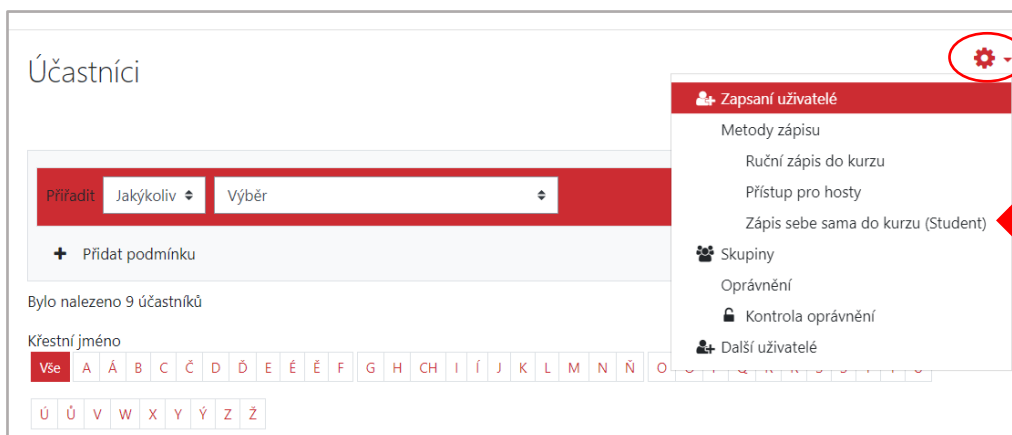 Účastníci
Zapsaní uživatelé
Metody zápisu
Ruční zápis do kurzu
Přístup pro hosty
Zápis sebe sama do kurzu (Student)
Skupiny
Oprávnění
Kontrola oprávnění
Další uživatelé
Přiřadit Jakýkoliv Výběr
Přidat podmínku
Bylo nalezeno 9 účastníků
Křestní jméno
Vše A Á B C Č D Ď E É Ě F G H CH I Í J K L M N Ň O
Ú Ů V W X Y Ý Z Ž